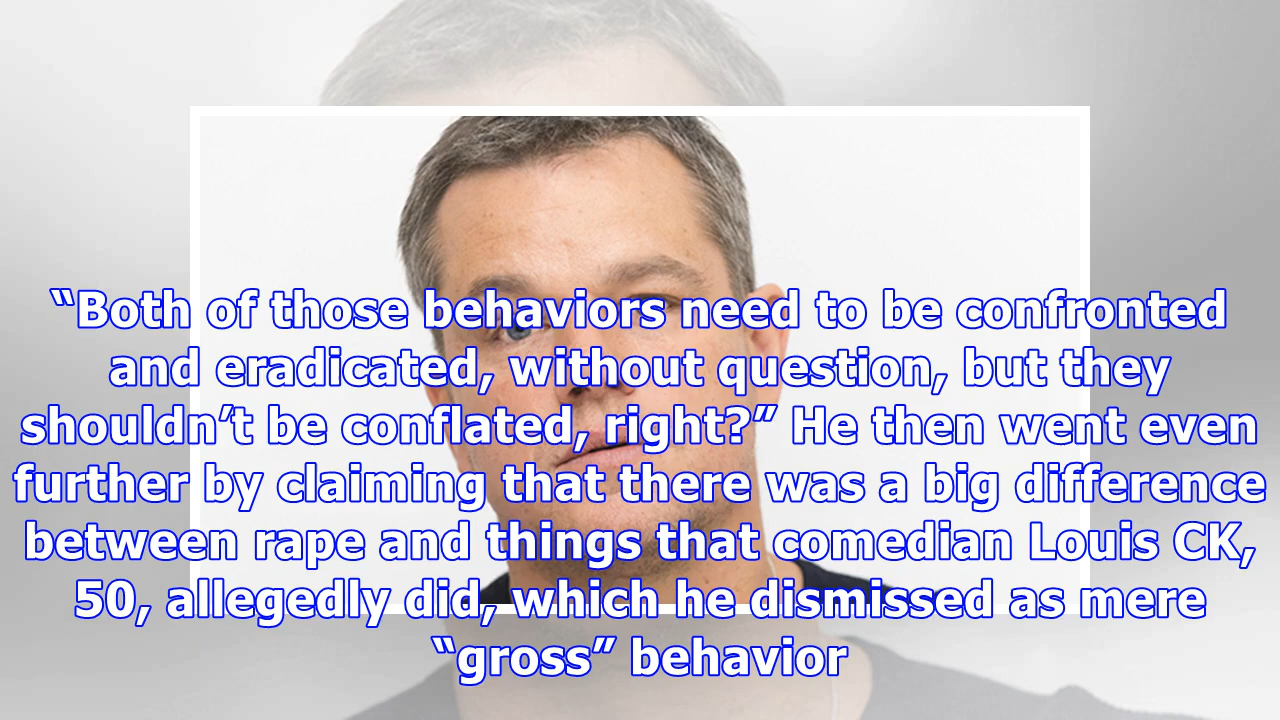 “Both of those behaviors need to be confronted
and eradicated, without question, but they
shouldn’t be conflated, right?” He then went even
further by claiming that there was a big difference
between rape and things that comedian Louis CK,
50, allegedly did, which he dismissed as mere
“gross” behavior